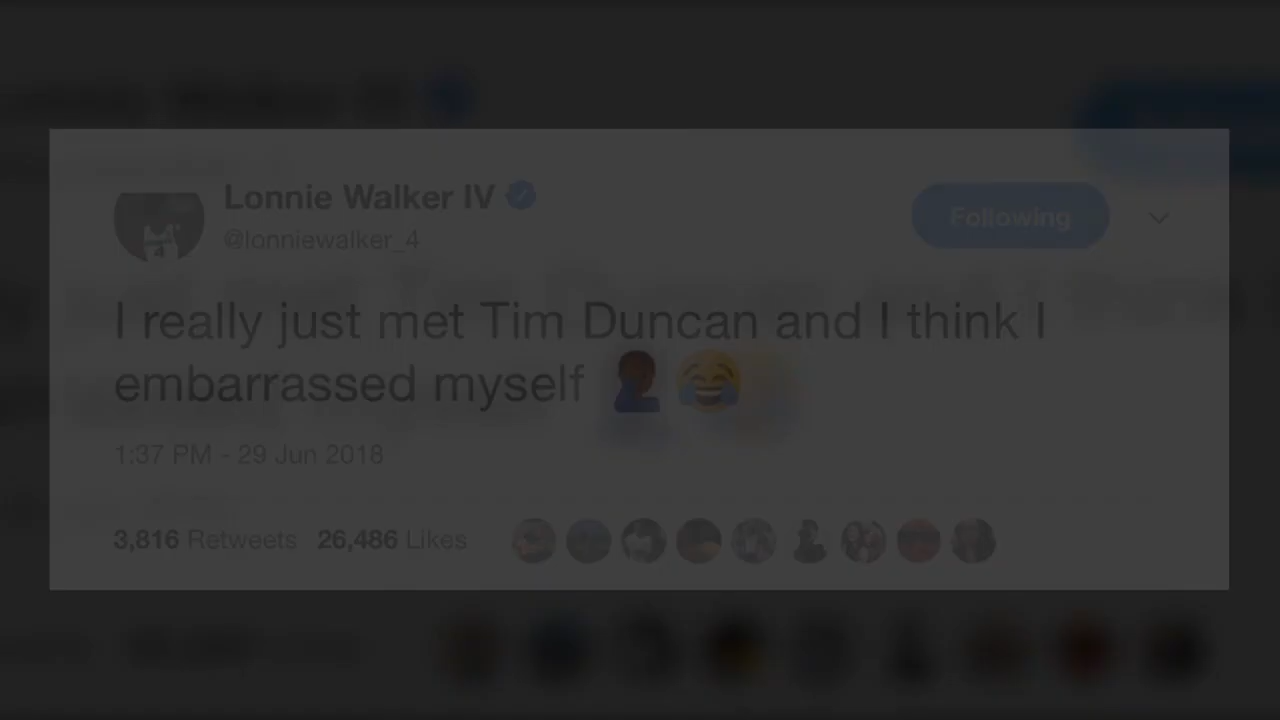 Lonnie Walker IV
Following
@lonniewalker_4
I really just met Tim Duncan and I think I
embarrassed myself 🤦🏿‍♂️😂
1:37 PM - 29 Jun 2018
3,816 Retweets 26,486 Likes